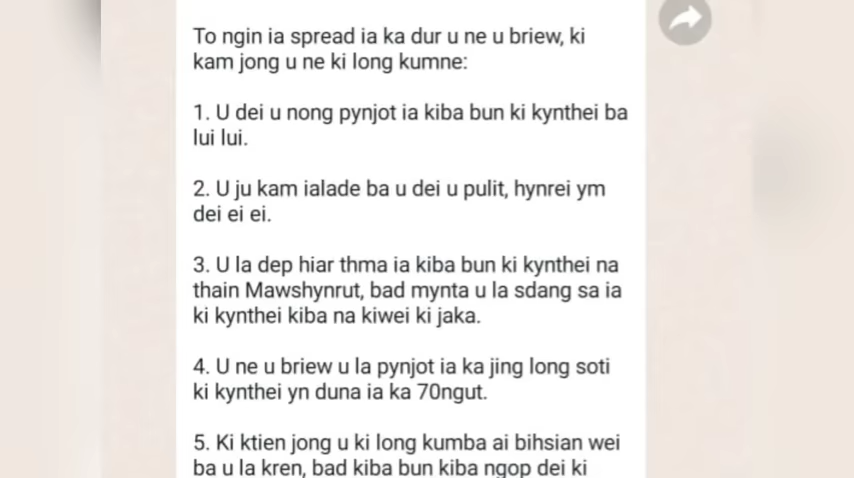 To ngin ia spread ia ka dur u ne u briew, ki
kam jong u ne ki long kumne:
1. U dei u nong pynjot ia kiba bun ki kynthei ba
lui lui.
2. U ju kam ialade ba u dei u pulit, hynrei ym
dei ei ei.
3. U la dep hiar thma ia kiba bun ki kynthei na
thain Mawshynrut, bad mynta u la sdang sa ia
ki kynthei kiba na kiwei ki jaka.
4. U ne u briew u la pynjot ia ka jing long soti
ki kynthei yn duna ia ka 70ngut.
5. Ki ktien jong u ki long kumba ai bihsian wei
ba u la kren, bad kiba bun kiba ngop dei ki